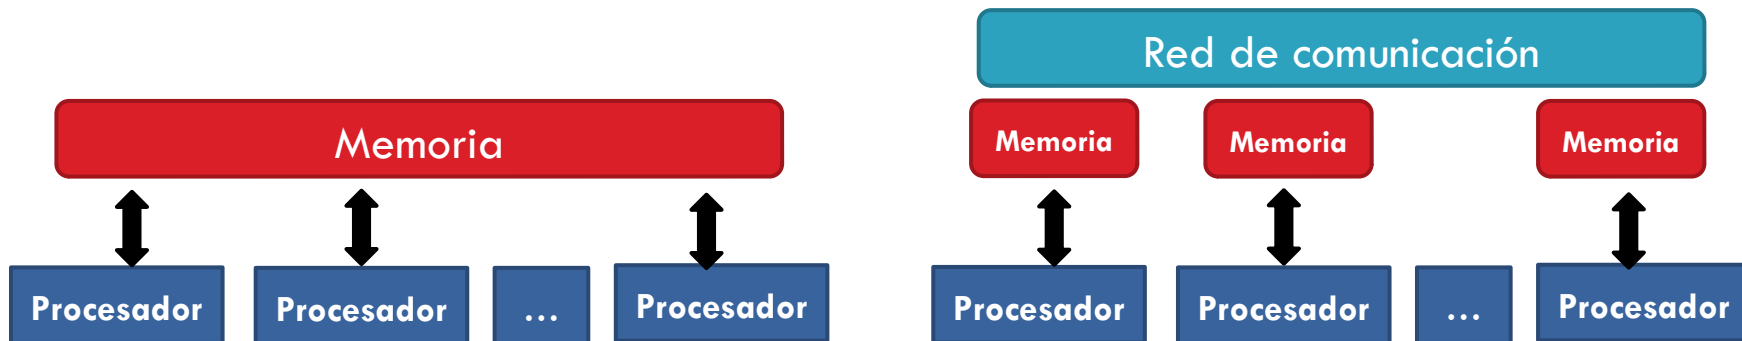 Memoria
Procesador
Procesador
...
Procesador
Red de comunicación
Memoria
Memoria
Memoria
Procesador
Procesador
...
Procesador